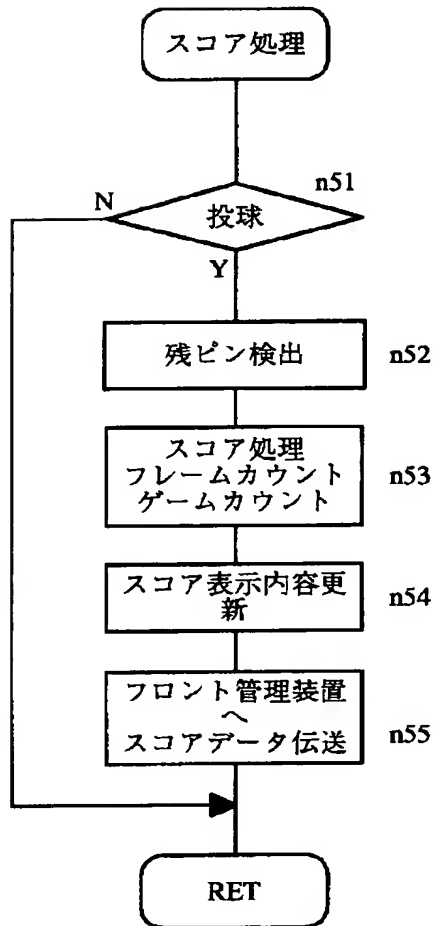 スコア処理
n51
N
投球
Y
残ピン検出
n52
スコア処理
フレームカウント
ゲームカウント
n53
スコア表示内容更
新
n54
フロント管理装置
へ
スコアデータ伝送
n55
RET